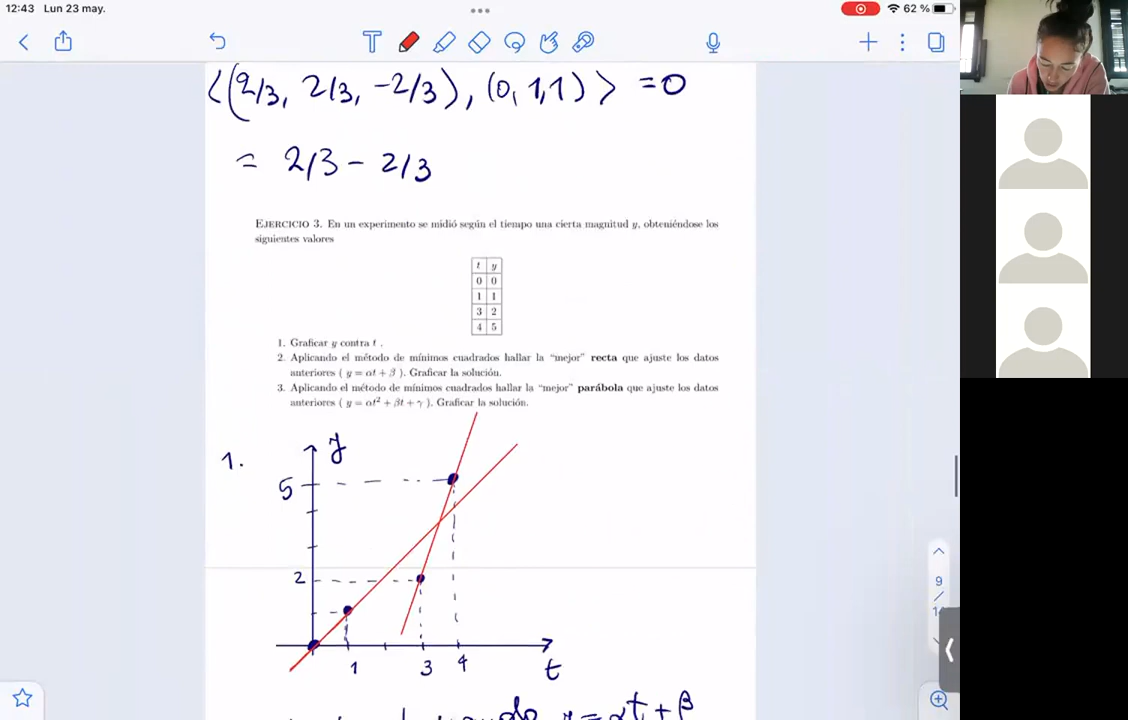 12:43 Lun 23 may.
62 %
T
⟨(2/3, 2/3, -2/3), (0, 1, 1)⟩ = 0
= 2/3 - 2/3
EJERCICIO 3. En un experimento se midió según el tiempo una cierta magnitud y, obteniéndose los
siguientes valores
t y
0 0
1 1
3 2
4 5
1. Graficar y contra t .
2. Aplicando el método de mínimos cuadrados hallar la “mejor” recta que ajuste los datos
anteriores ( y = αt + β ). Graficar la solución.
3. Aplicando el método de mínimos cuadrados hallar la “mejor” parábola que ajuste los datos
anteriores ( y = αt² + βt + γ ). Graficar la solución.
1.
y
5
2
1 3 4
t
y = αt + β
9
/